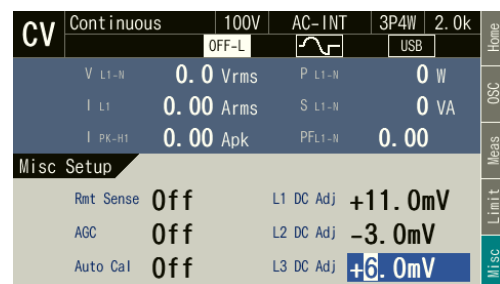 CV Continuous 100V AC-INT 3P4W 2.0k
OFF-L USB
V L1-N 0.0 Vrms P L1-N 0 W
I L1 0.00 Arms S L1-N 0 VA
I PK-H1 0.00 Apk PFL1-N 0.00
Misc Setup
Rmt Sense Off L1 DC Adj +11.0mV
AGC Off L2 DC Adj -3.0mV
Auto Cal Off L3 DC Adj +6.0mV
Home
OSC
Meas
Limit
Misc